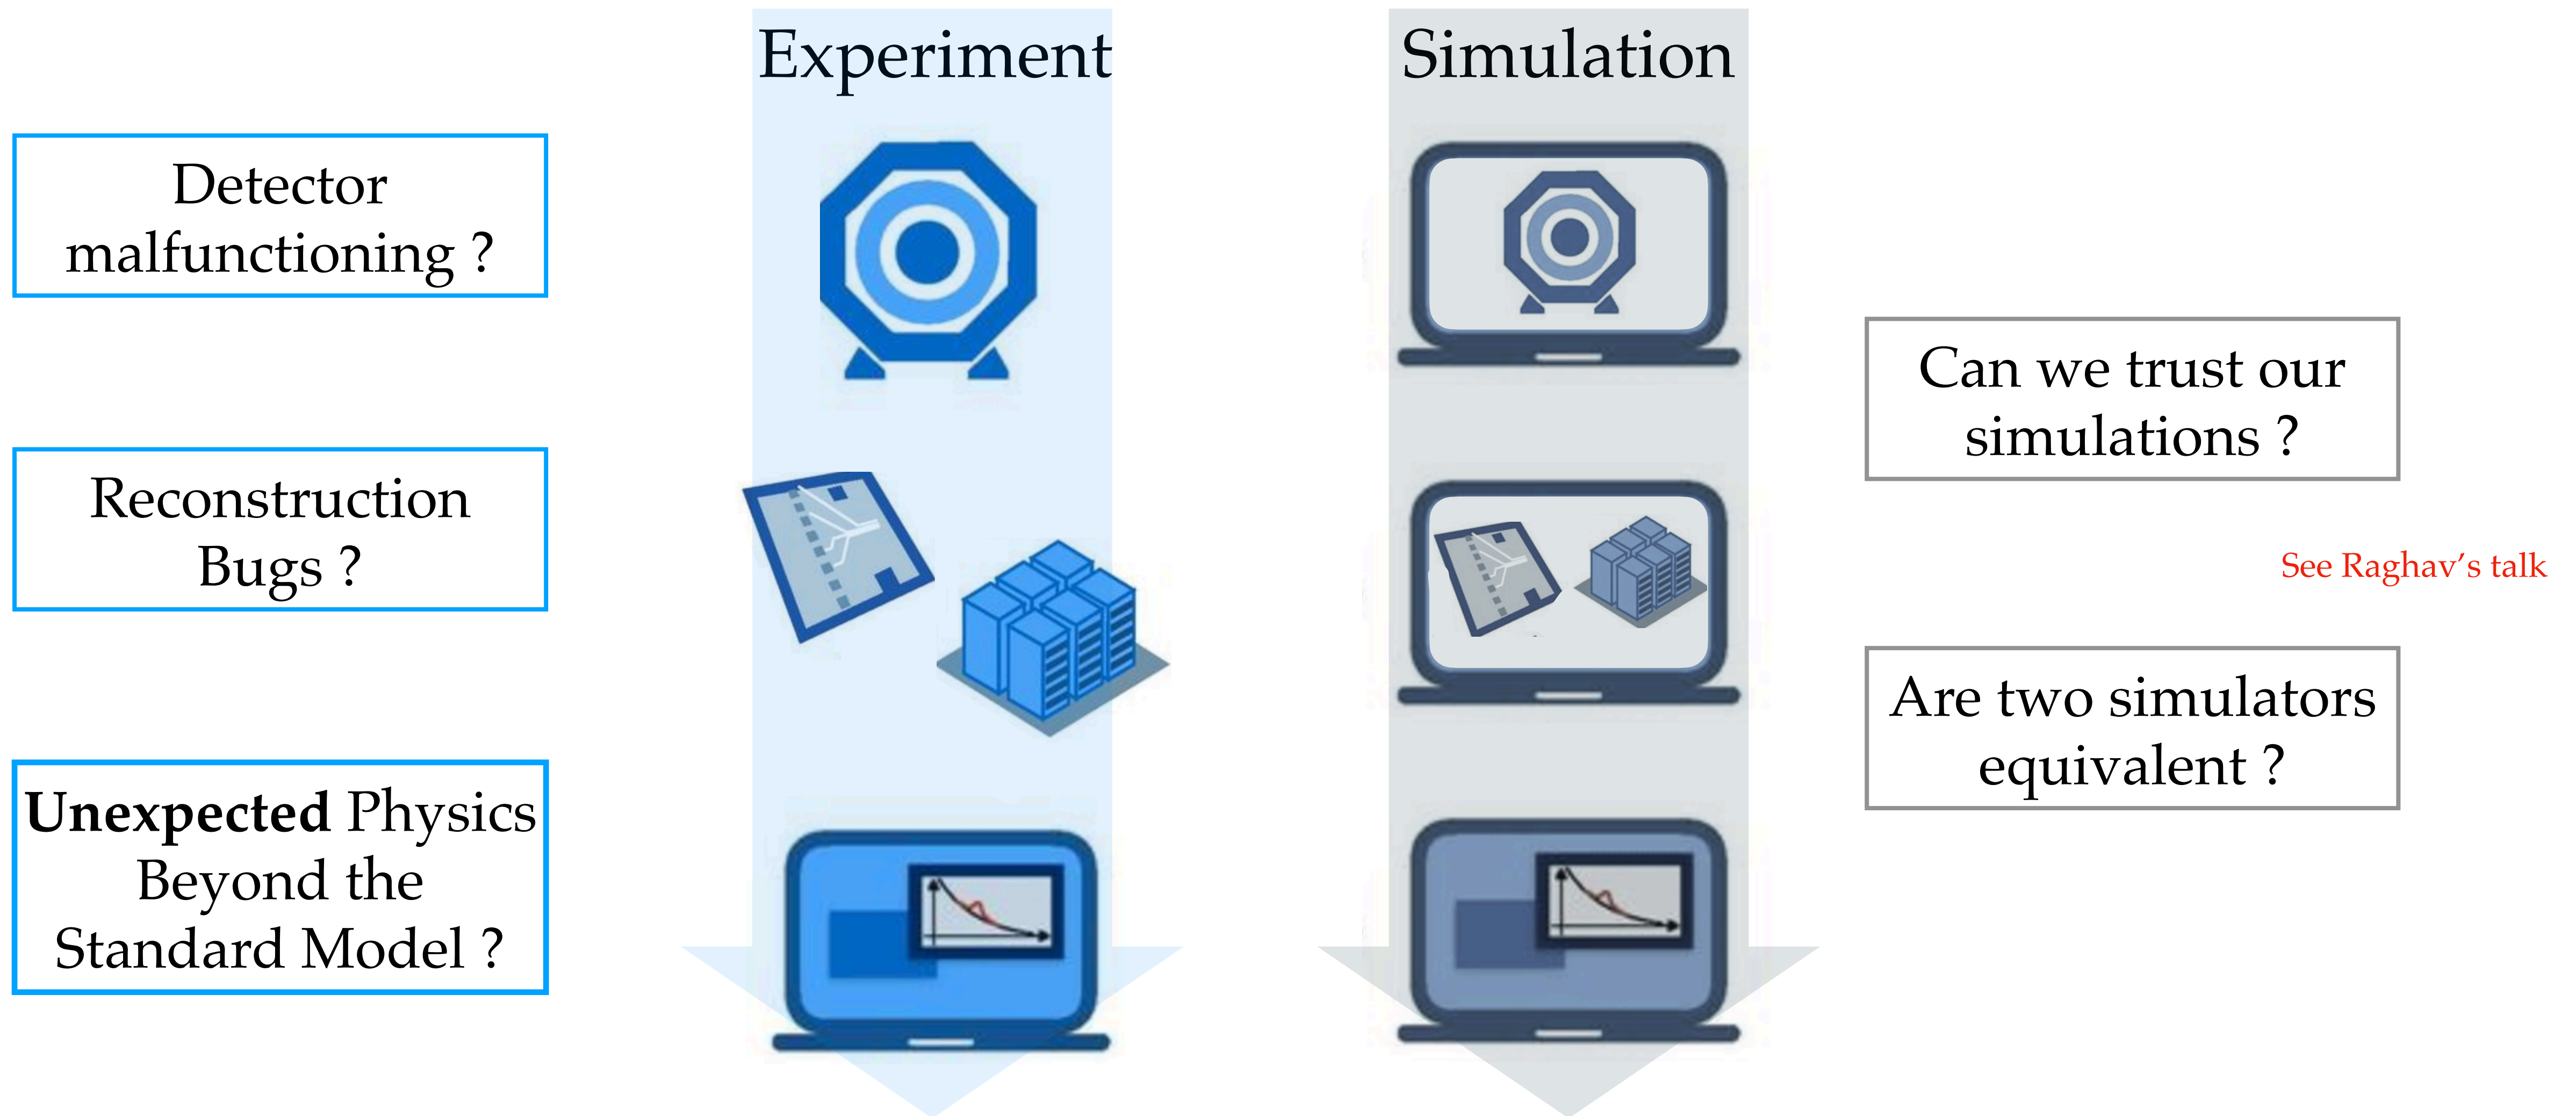 Experiment
Simulation
Detector
malfunctioning ?
Reconstruction
Bugs ?
Unexpected Physics
Beyond the
Standard Model ?
Can we trust our
simulations ?
See Raghav’s talk
Are two simulators
equivalent ?